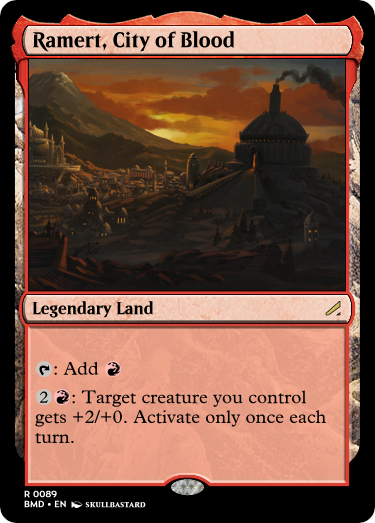 Ramert, City of Blood
Legendary Land
: Add
2 : Target creature you control
gets +2/+0. Activate only once each
turn.
R 0089
BMD • EN SKULLBASTARD